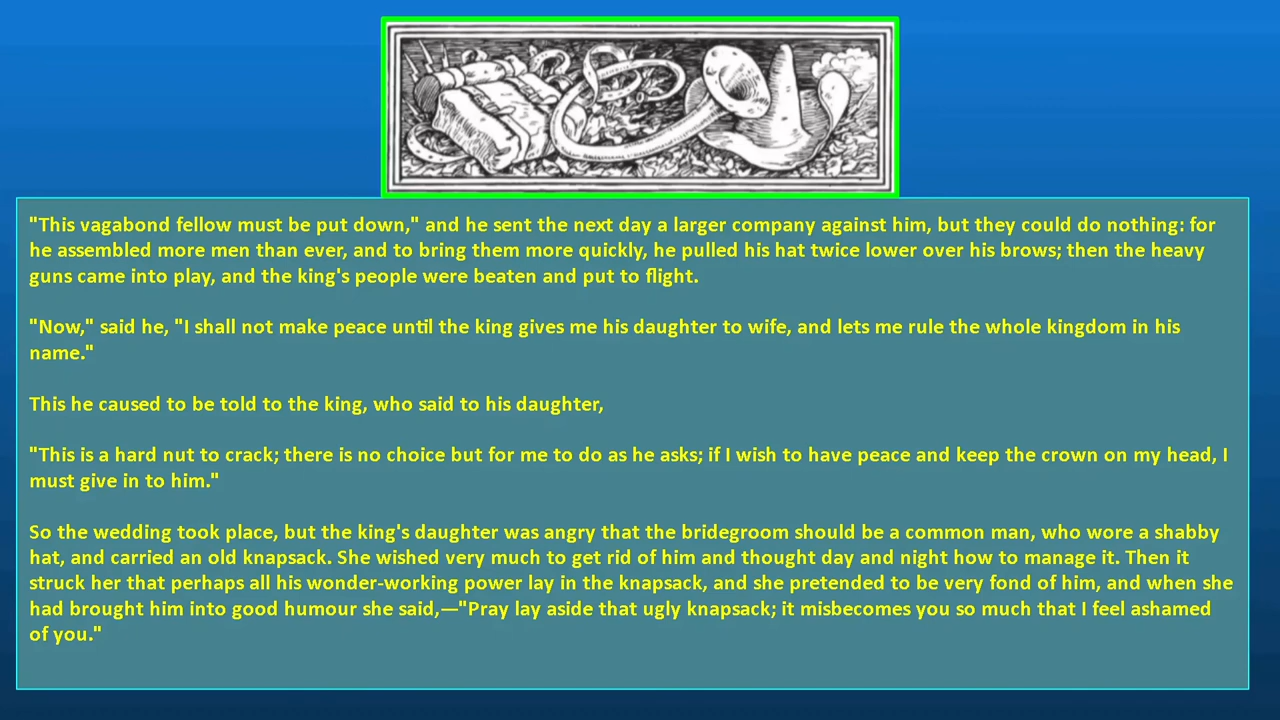 "This vagabond fellow must be put down," and he sent the next day a larger company against him, but they could do nothing: for
he assembled more men than ever, and to bring them more quickly, he pulled his hat twice lower over his brows; then the heavy
guns came into play, and the king's people were beaten and put to flight.
"Now," said he, "I shall not make peace until the king gives me his daughter to wife, and lets me rule the whole kingdom in his
name."
This he caused to be told to the king, who said to his daughter,
"This is a hard nut to crack; there is no choice but for me to do as he asks; if I wish to have peace and keep the crown on my head, I
must give in to him."
So the wedding took place, but the king's daughter was angry that the bridegroom should be a common man, who wore a shabby
hat, and carried an old knapsack. She wished very much to get rid of him and thought day and night how to manage it. Then it
struck her that perhaps all his wonder-working power lay in the knapsack, and she pretended to be very fond of him, and when she
had brought him into good humour she said,—"Pray lay aside that ugly knapsack; it misbecomes you so much that I feel ashamed
of you."